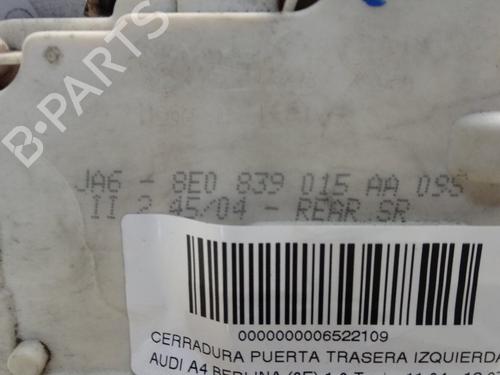 JA6 - 8E0 839 015 AA 095
II 2 45/04 - REAR SR
0000000006522109
CERRADURA PUERTA TRASERA IZQUIERDA
AUDI A4 BERLINA (8E)
B-PARTS